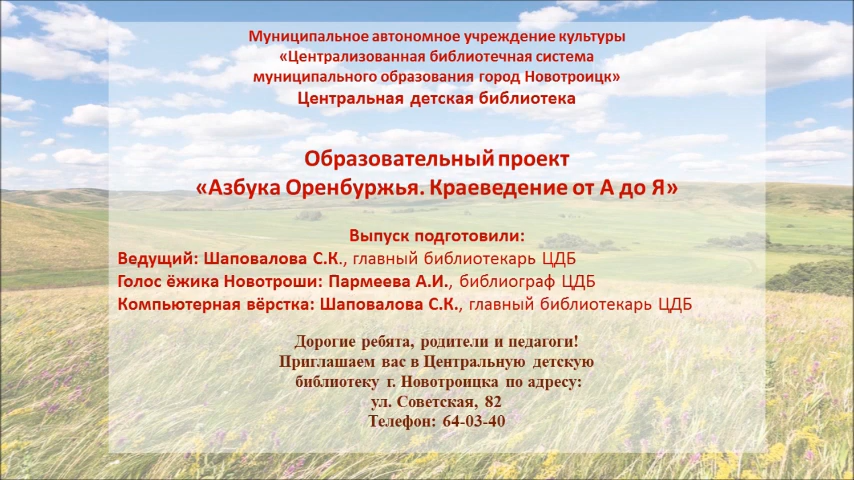 Муниципальное автономное учреждение культуры
«Централизованная библиотечная система
муниципального образования город Новотроицк»
Центральная детская библиотека
Образовательный проект
«Азбука Оренбуржья. Краеведение от А до Я»
Выпуск подготовили:
Ведущий: Шаповалова С.К., главный библиотекарь ЦДБ
Голос ёжика Новотроши: Пармеева А.И., библиограф ЦДБ
Компьютерная вёрстка: Шаповалова С.К., главный библиотекарь ЦДБ
Дорогие ребята, родители и педагоги!
Приглашаем вас в Центральную детскую
библиотеку г. Новотроицка по адресу:
ул. Советская, 82
Телефон: 64-03-40